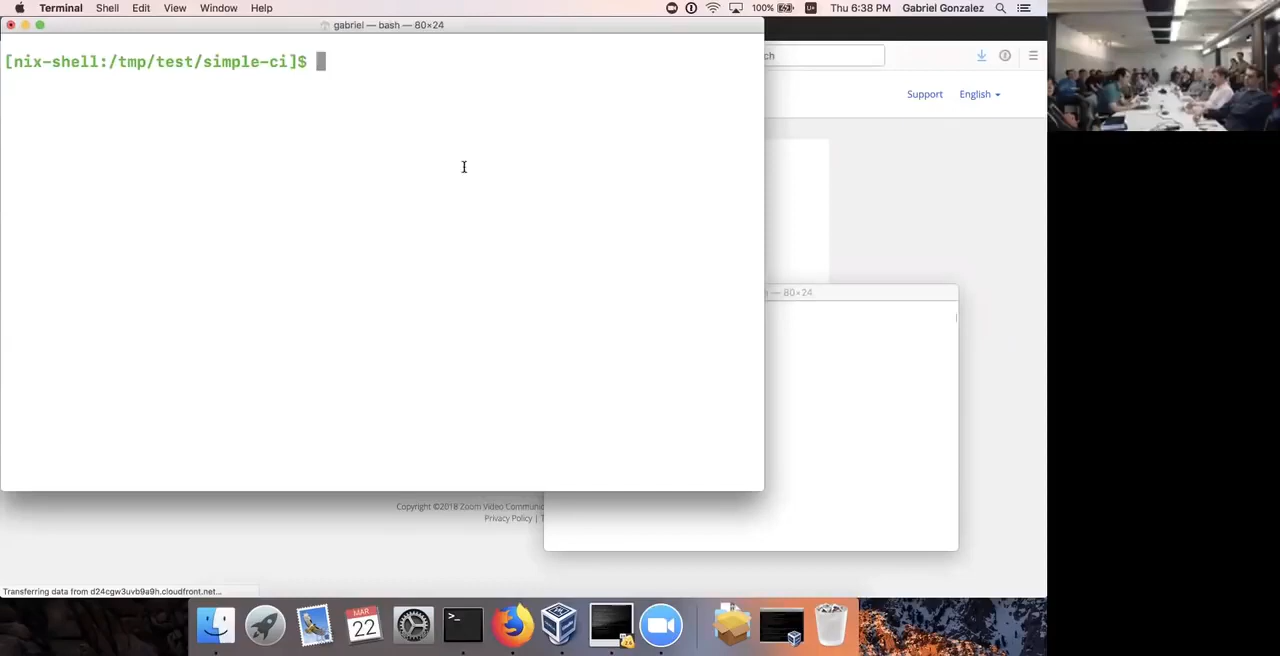 Terminal Shell Edit View Window Help 100% Thu 6:38 PM Gabriel Gonzalez
gabriel — bash — 80×24
[nix-shell:/tmp/test/simple-ci]$
ch
Support English
— 80×24
Copyright ©2018 Zoom Video Communic
Privacy Policy | T
Transferring data from d24cgw3uvb9a9h.cloudfront.net...
MAR
22
>_